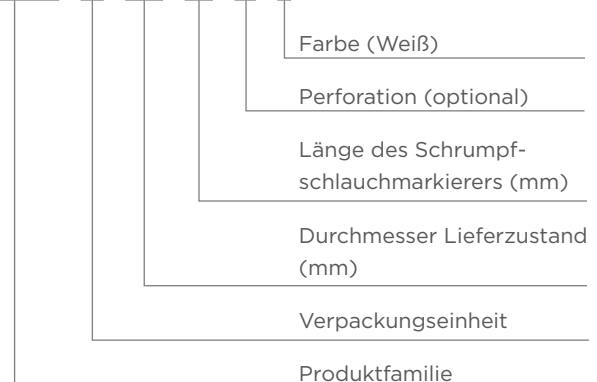 Farbe (Weiß)
Perforation (optional)
Länge des Schrumpf-
schlauchmarkierers (mm)
Durchmesser Lieferzustand
(mm)
Verpackungseinheit
Produktfamilie